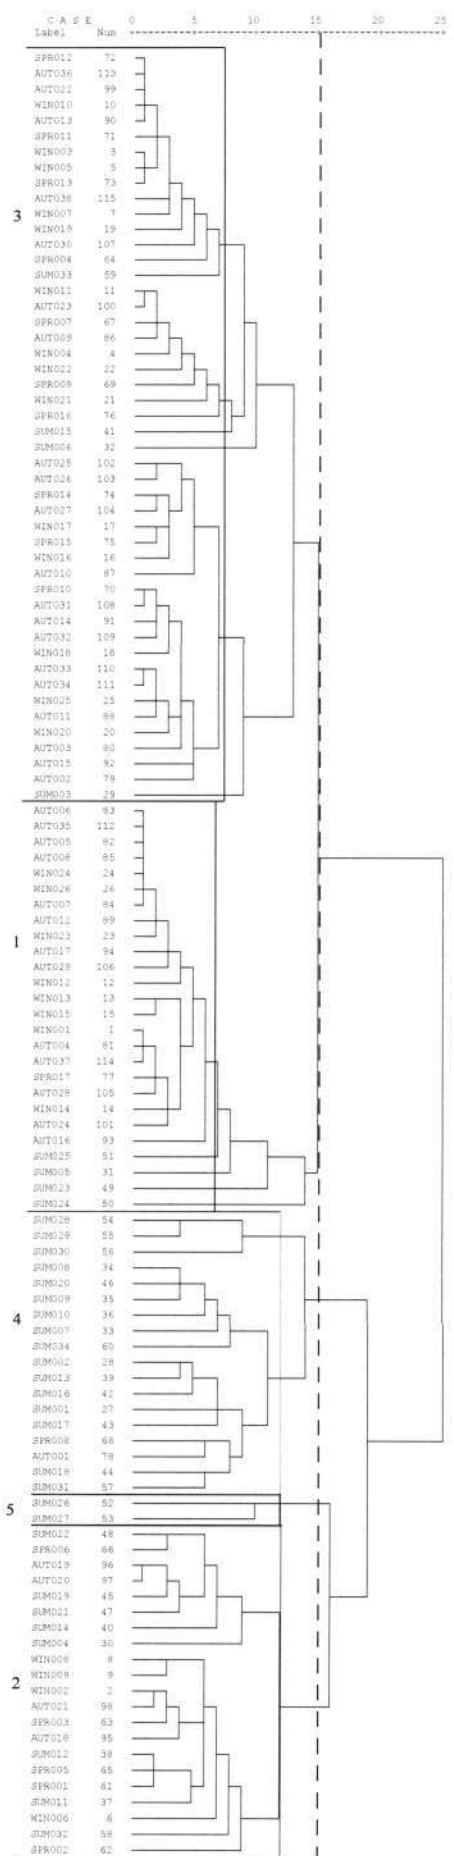 C A S E 0 5 10 15 20 25
Label Num
SPR012 72
AUT036 113
AUT022 99
WIN010 10
AUT013 90
SPR011 71
WIN003 3
WIN005 5
SPR013 73
AUT038 115
WIN007 7
3
WIN019 19
AUT030 107
SPR004 64
SUM033 59
WIN011 11
AUT023 100
SPR007 67
AUT009 86
WIN004 4
WIN022 22
SPR009 69
WIN021 21
SPR016 76
SUM015 41
SUM006 32
AUT025 102
AUT026 103
SPR014 74
AUT027 104
WIN017 17
SPR015 75
WIN016 16
AUT010 87
SPR010 70
AUT031 108
AUT014 91
AUT032 109
WIN018 18
AUT033 110
AUT034 111
WIN025 25
AUT011 88
WIN020 20
AUT003 80
AUT015 92
AUT002 79
SUM003 29
AUT006 83
AUT035 112
AUT005 82
AUT008 85
WIN024 24
WIN026 26
AUT007 84
AUT012 89
WIN023 23
1
AUT017 94
AUT029 106
WIN012 12
WIN013 13
WIN015 15
WIN001 1
AUT004 81
AUT037 114
SPR017 77
AUT028 105
WIN014 14
AUT024 101
AUT016 93
SUM025 51
SUM005 31
SUM023 49
SUM024 50
SUM028 54
SUM029 55
SUM030 56
SUM008 34
SUM020 46
SUM009 35
SUM010 36
4
SUM007 33
SUM034 60
SUM002 28
SUM013 39
SUM016 42
SUM001 27
SUM017 43
SPR008 68
AUT001 78
SUM018 44
SUM031 57
5
SUM026 52
SUM027 53
SUM022 48
SPR006 66
AUT019 96
AUT020 97
SUM019 45
SUM021 47
SUM014 40
SUM004 30
WIN008 8
WIN009 9
2
WIN002 2
AUT021 98
SPR003 63
AUT018 95
SUM012 38
SPR005 65
SPR001 61
SUM011 37
WIN006 6
SUM032 58
SPR002 62